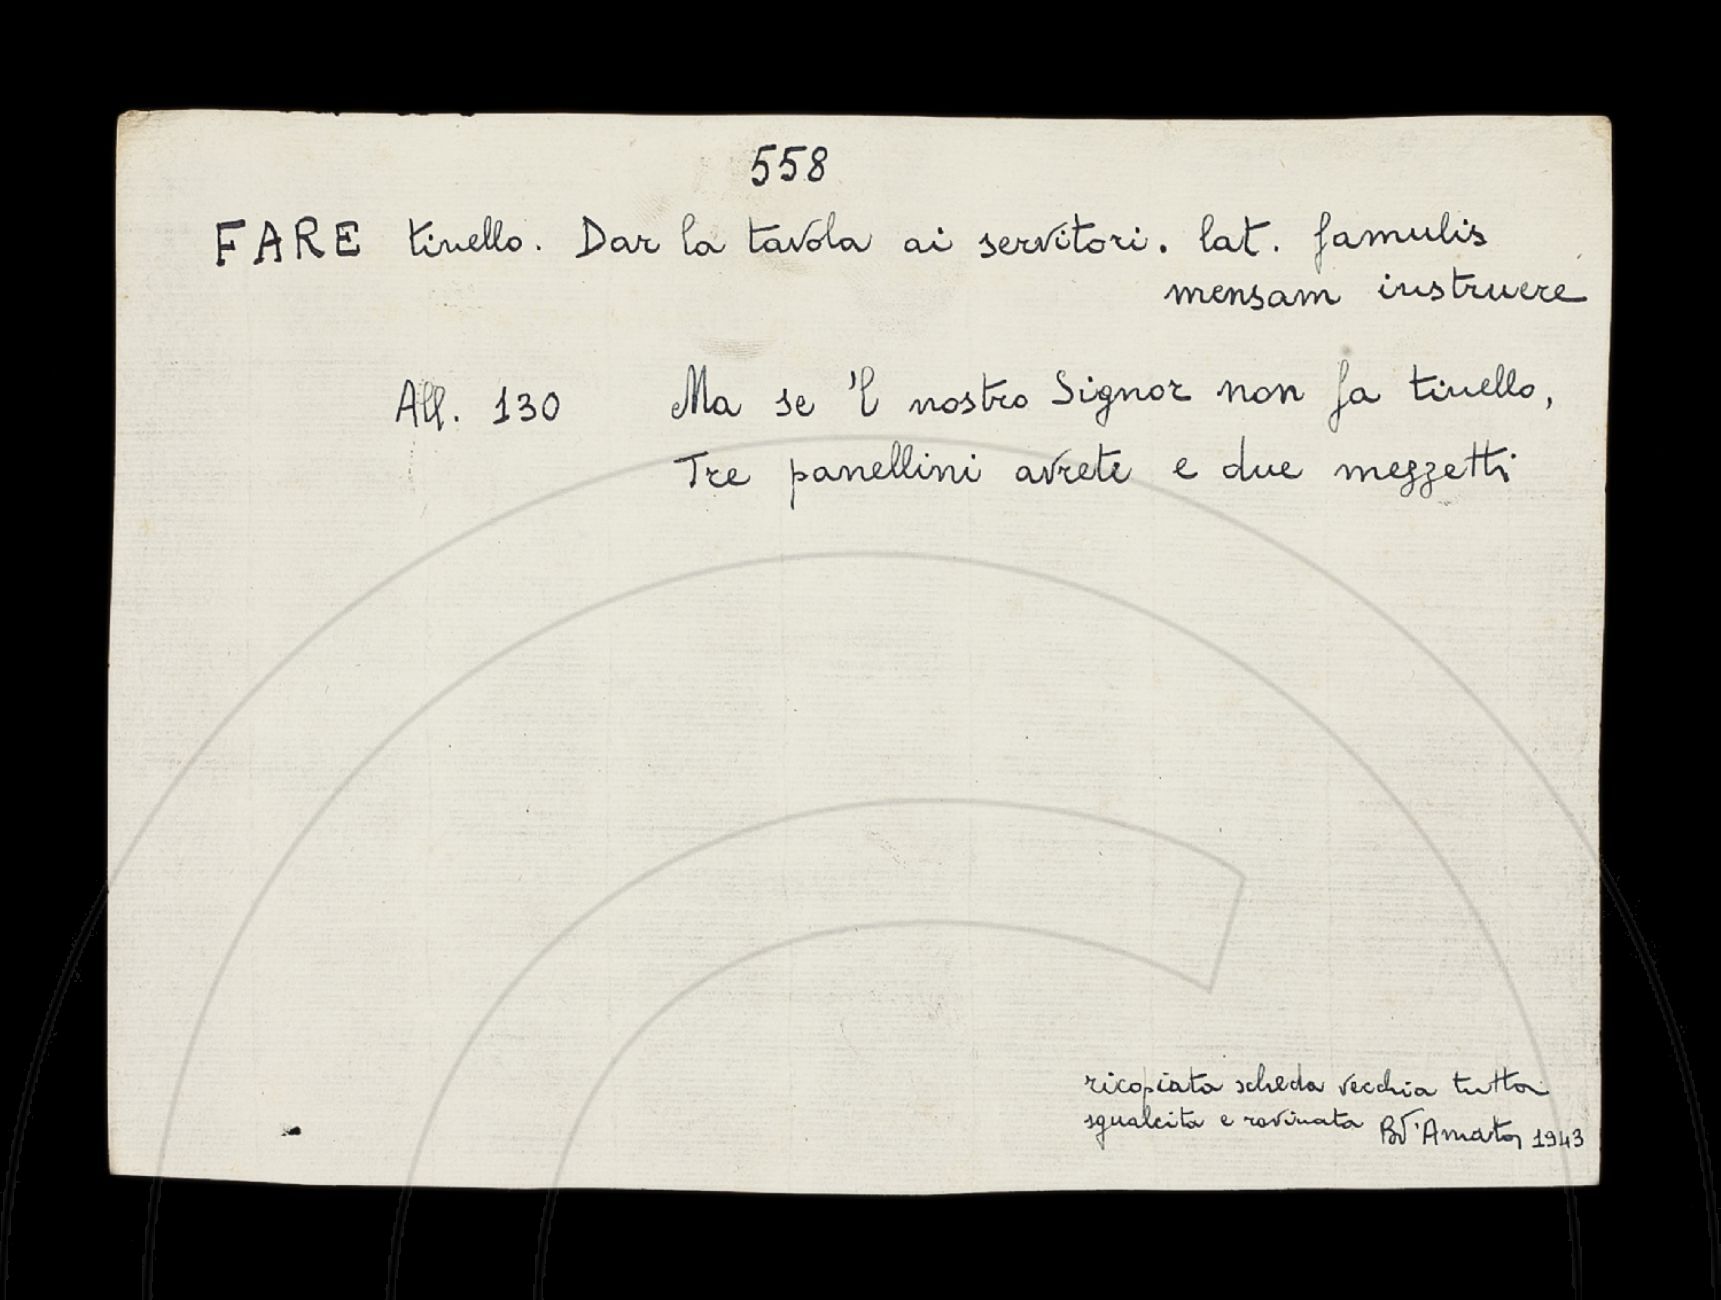 558
FARE tinello. Dar la tavola ai servitori. lat. famulis
mensam instruere
All. 130 Ma se 'l nostro Signor non fa tinello,
Tre panellini avrete e due mezzetti
ricopiata scheda vecchia tutta
sgualcita e rovinata D'Amato 1943